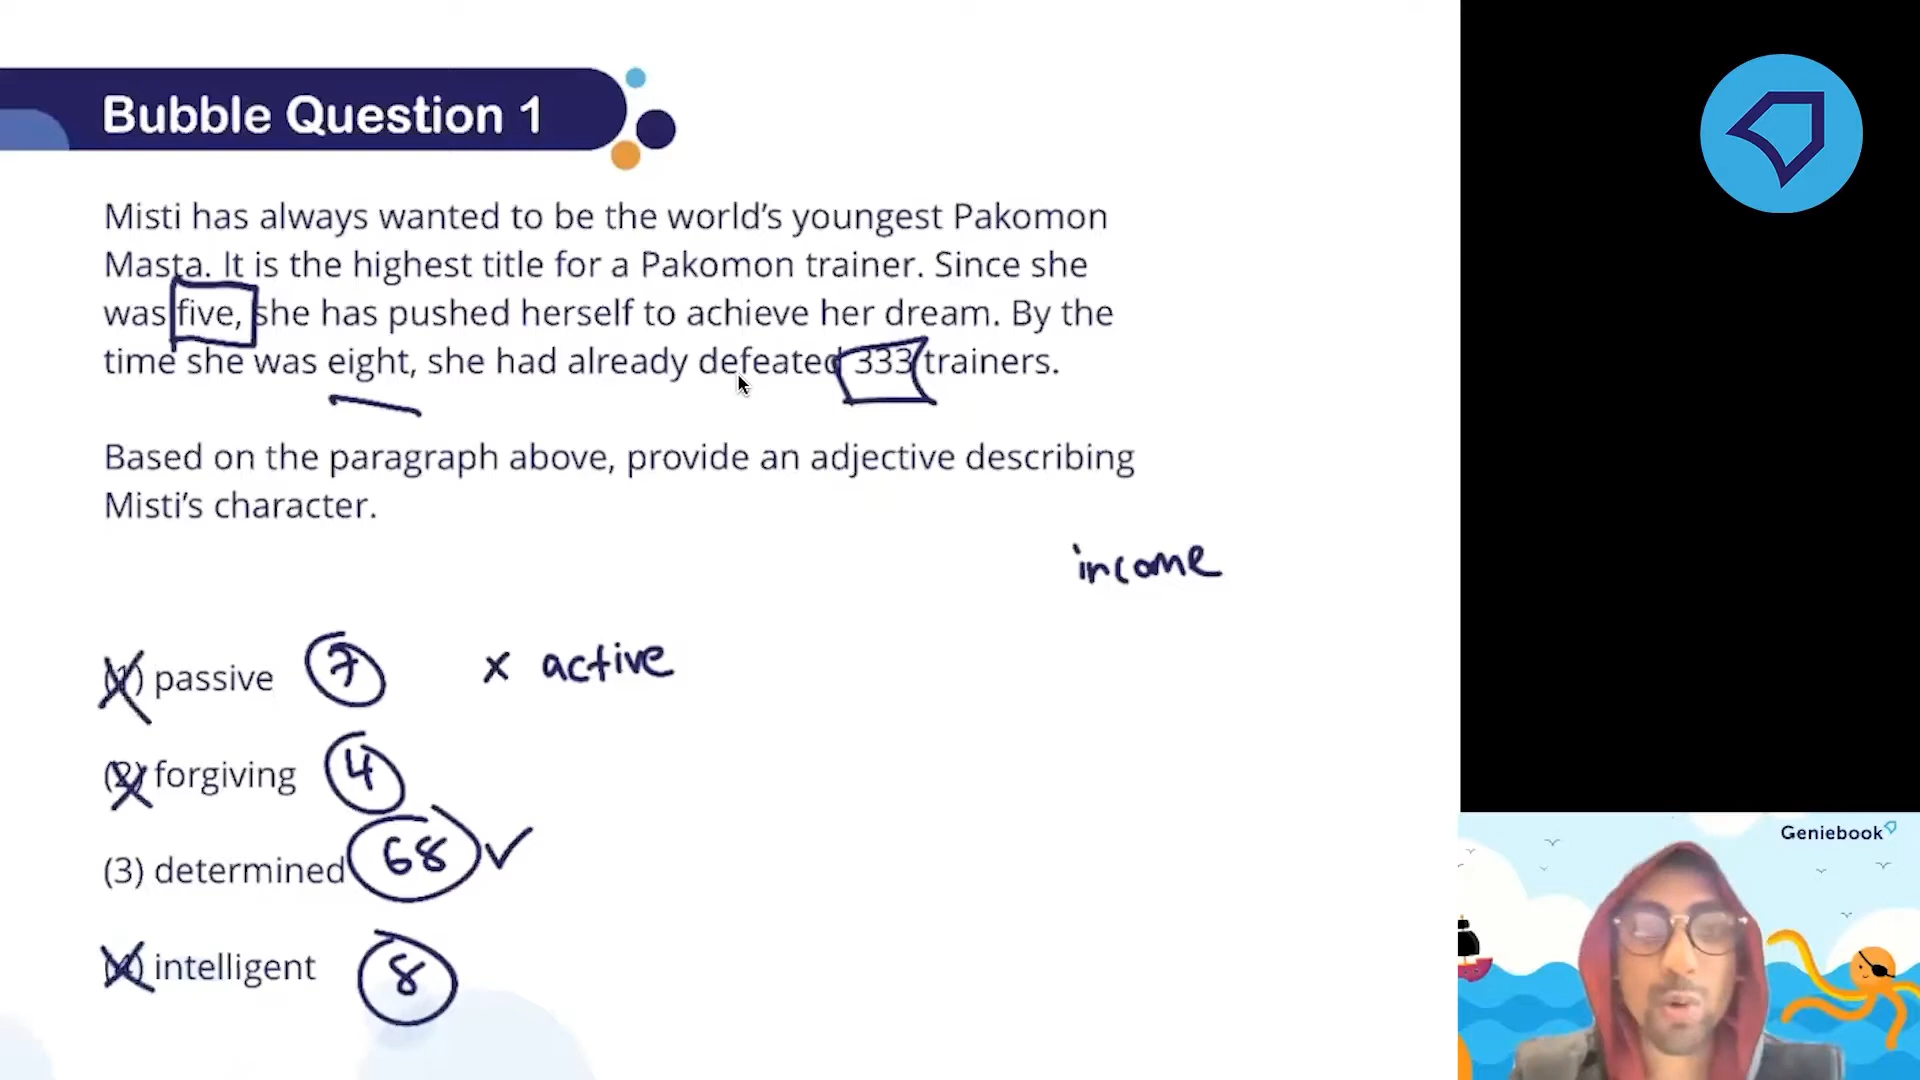 Bubble Question 1
Misti has always wanted to be the world's youngest Pakomon
Masta. It is the highest title for a Pakomon trainer. Since she
was five, she has pushed herself to achieve her dream. By the
time she was eight, she had already defeated 333 trainers.
Based on the paragraph above, provide an adjective describing
Misti's character.
income
(1) passive 7 x active
(2) forgiving 4
(3) determined 68 ✓
(4) intelligent 8
Geniebook